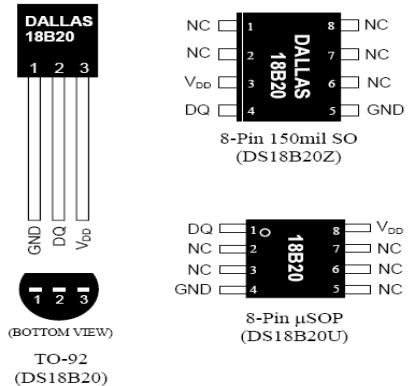 DALLAS
18B20
1 2 3
GND DQ VDD
1 2 3
(BOTTOM VIEW)
TO-92
(DS18B20)
NC 1 8 NC
NC 2 7 NC
VDD 3 6 NC
DQ 4 5 GND
DALLAS
18B20
8-Pin 150mil SO
(DS18B20Z)
DQ 1 8 VDD
NC 2 7 NC
NC 3 6 NC
GND 4 5 NC
18B20
8-Pin µSOP
(DS18B20U)